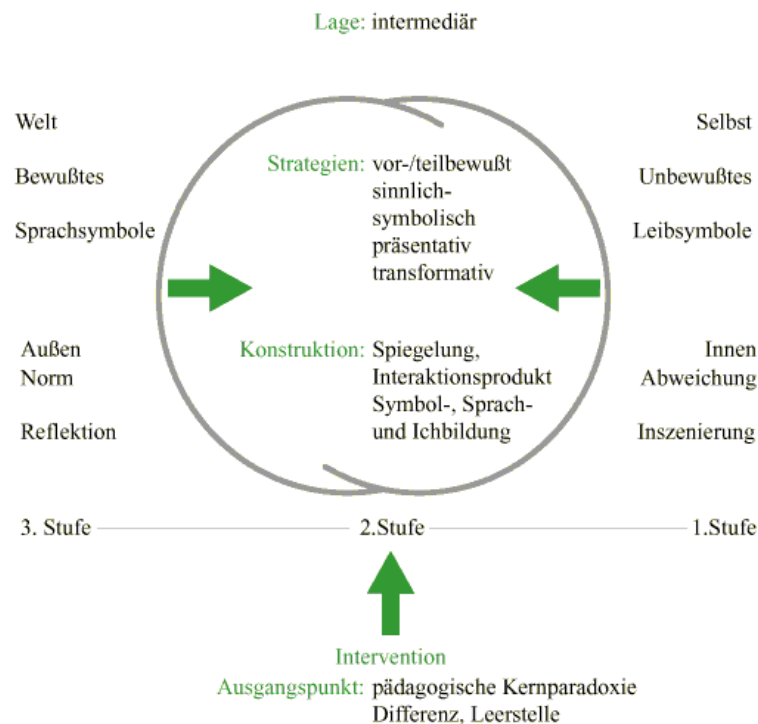 Lage: intermediär
Welt
Selbst
Strategien: vor-/teilbewußt
Bewußtes
Unbewußtes
sinnlich-
symbolisch
Sprachsymbole
Leibsymbole
präsentativ
transformativ
Außen
Konstruktion: Spiegelung,
Innen
Norm
Interaktionsprodukt
Abweichung
Symbol-, Sprach-
Reflektion
und Ichbildung
Inszenierung
3. Stufe
2.Stufe
1.Stufe
Intervention
Ausgangspunkt: pädagogische Kernparadoxie
Differenz, Leerstelle